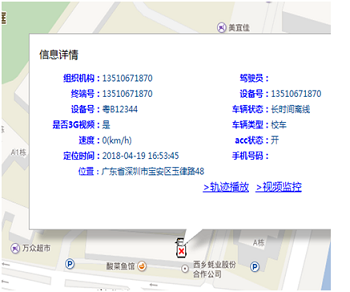 美宜佳
信息详情
组织机构：13510671870 驾驶员：
终端号：13510671870 设备号：13510671870
设备号：粤B12344 车辆状态：长时间离线
是否3G视频：是 车辆类型：校车
速度：0(km/h) acc状态：开
定位时间：2018-04-19 16:53:45 手机号码：
位置：广东省深圳市宝安区玉律路48
>轨迹播放 >视频监控
A1栋
A栋
万众超市
P
酸菜鱼馆
西乡蚝业股份
合作公司
P